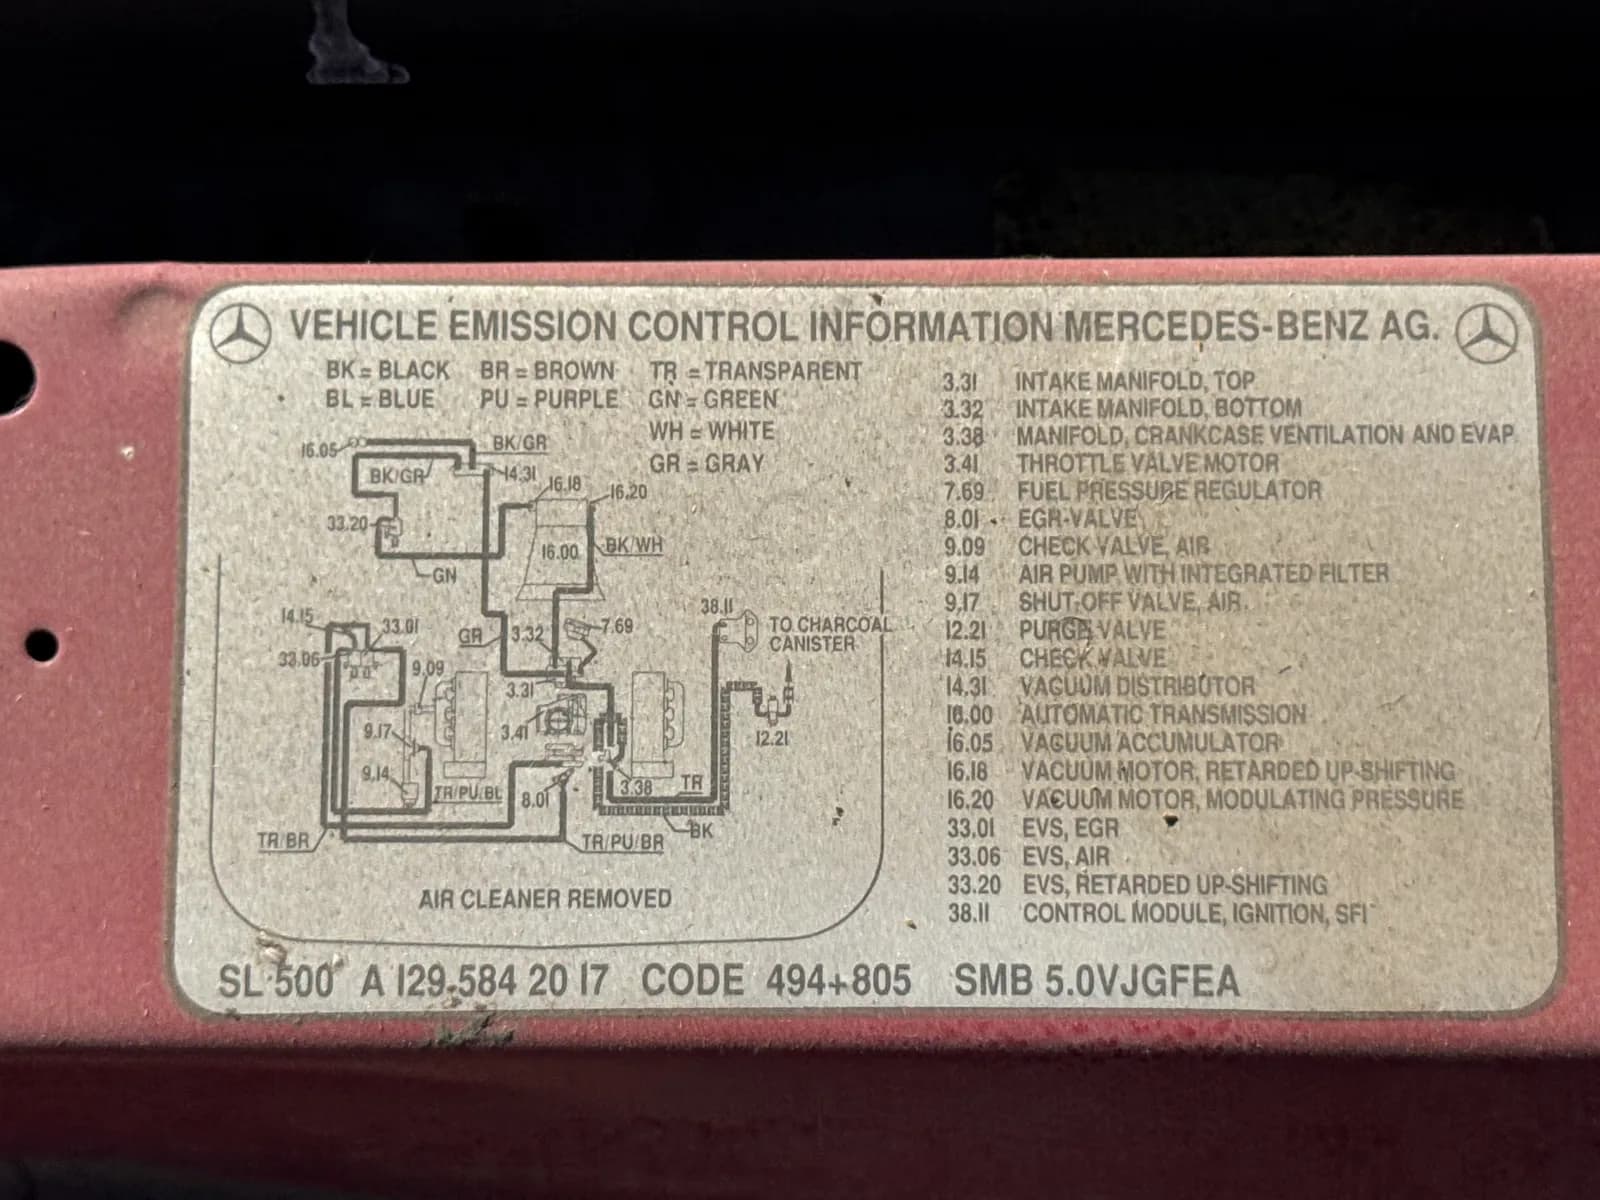 VEHICLE EMISSION CONTROL INFORMATION MERCEDES-BENZ AG.
BK = BLACK BR = BROWN TR = TRANSPARENT
BL = BLUE PU = PURPLE GN = GREEN
WH = WHITE
GR = GRAY
16.05
BK/GR
BK/GR
14.31
16.18
16.20
33.20
16.00
BK/WH
GN
14.15
33.01
38.11
GR
3.32
7.69
TO CHARCOAL
CANISTER
33.06
9.09
3.31
9.17
3.41
12.21
9.14
TR/PU/BL
8.01
3.38
TR
BK
TR/BR
TR/PU/BR
AIR CLEANER REMOVED
3.31 INTAKE MANIFOLD, TOP
3.32 INTAKE MANIFOLD, BOTTOM
3.38 MANIFOLD, CRANKCASE VENTILATION AND EVAP
3.41 THROTTLE VALVE MOTOR
7.69 FUEL PRESSURE REGULATOR
8.01 EGR-VALVE
9.09 CHECK VALVE, AIR
9.14 AIR PUMP WITH INTEGRATED FILTER
9.17 SHUT-OFF VALVE, AIR
12.21 PURGE VALVE
14.15 CHECK VALVE
14.31 VACUUM DISTRIBUTOR
16.00 AUTOMATIC TRANSMISSION
16.05 VACUUM ACCUMULATOR
16.18 VACUUM MOTOR, RETARDED UP-SHIFTING
16.20 VACUUM MOTOR, MODULATING PRESSURE
33.01 EVS, EGR
33.06 EVS, AIR
33.20 EVS, RETARDED UP-SHIFTING
38.11 CONTROL MODULE, IGNITION, SFI
SL 500 A 129 584 20 17 CODE 494+805 SMB 5.0VJGFEA